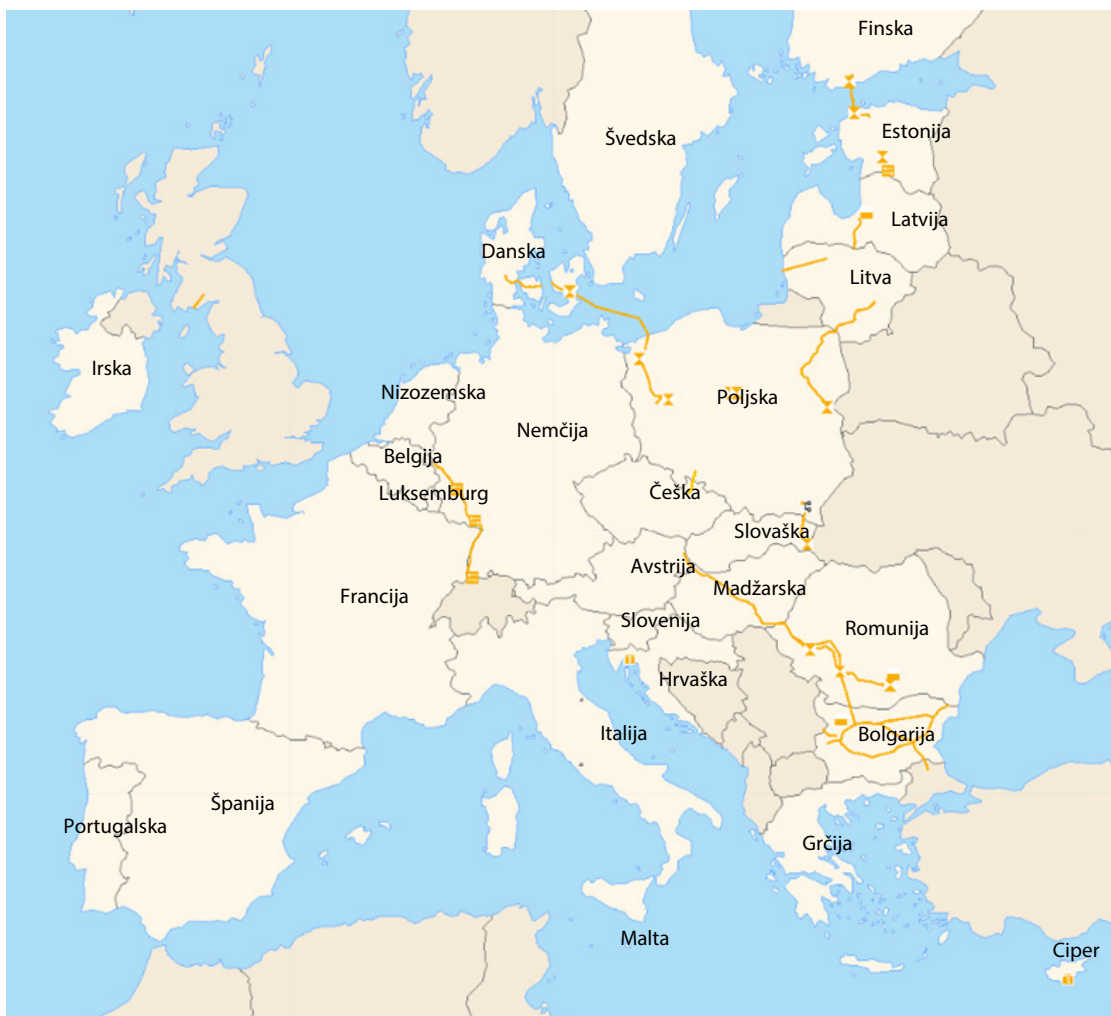 Finska
Estonija
Švedska
Latvija
Danska
Litva
Irska
Nizozemska
Poljska
Nemčija
Belgija
Luksemburg
Češka
Slovaška
Avstrija
Madžarska
Francija
Slovenija
Romunija
Hrvaška
Italija
Bolgarija
Španija
Portugalska
Grčija
Malta
Ciper